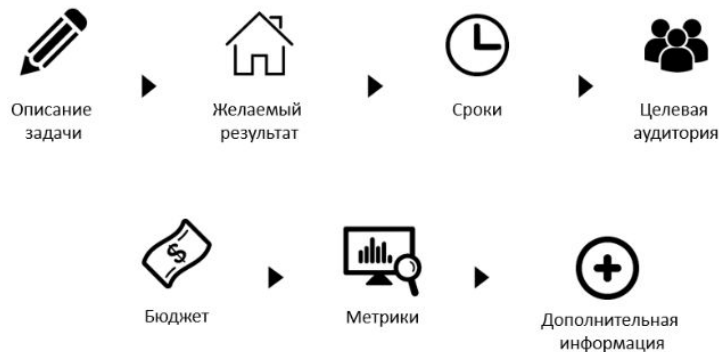 Описание
задачи
Желаемый
результат
Сроки
Целевая
аудитория
$
Бюджет
Метрики
Дополнительная
информация